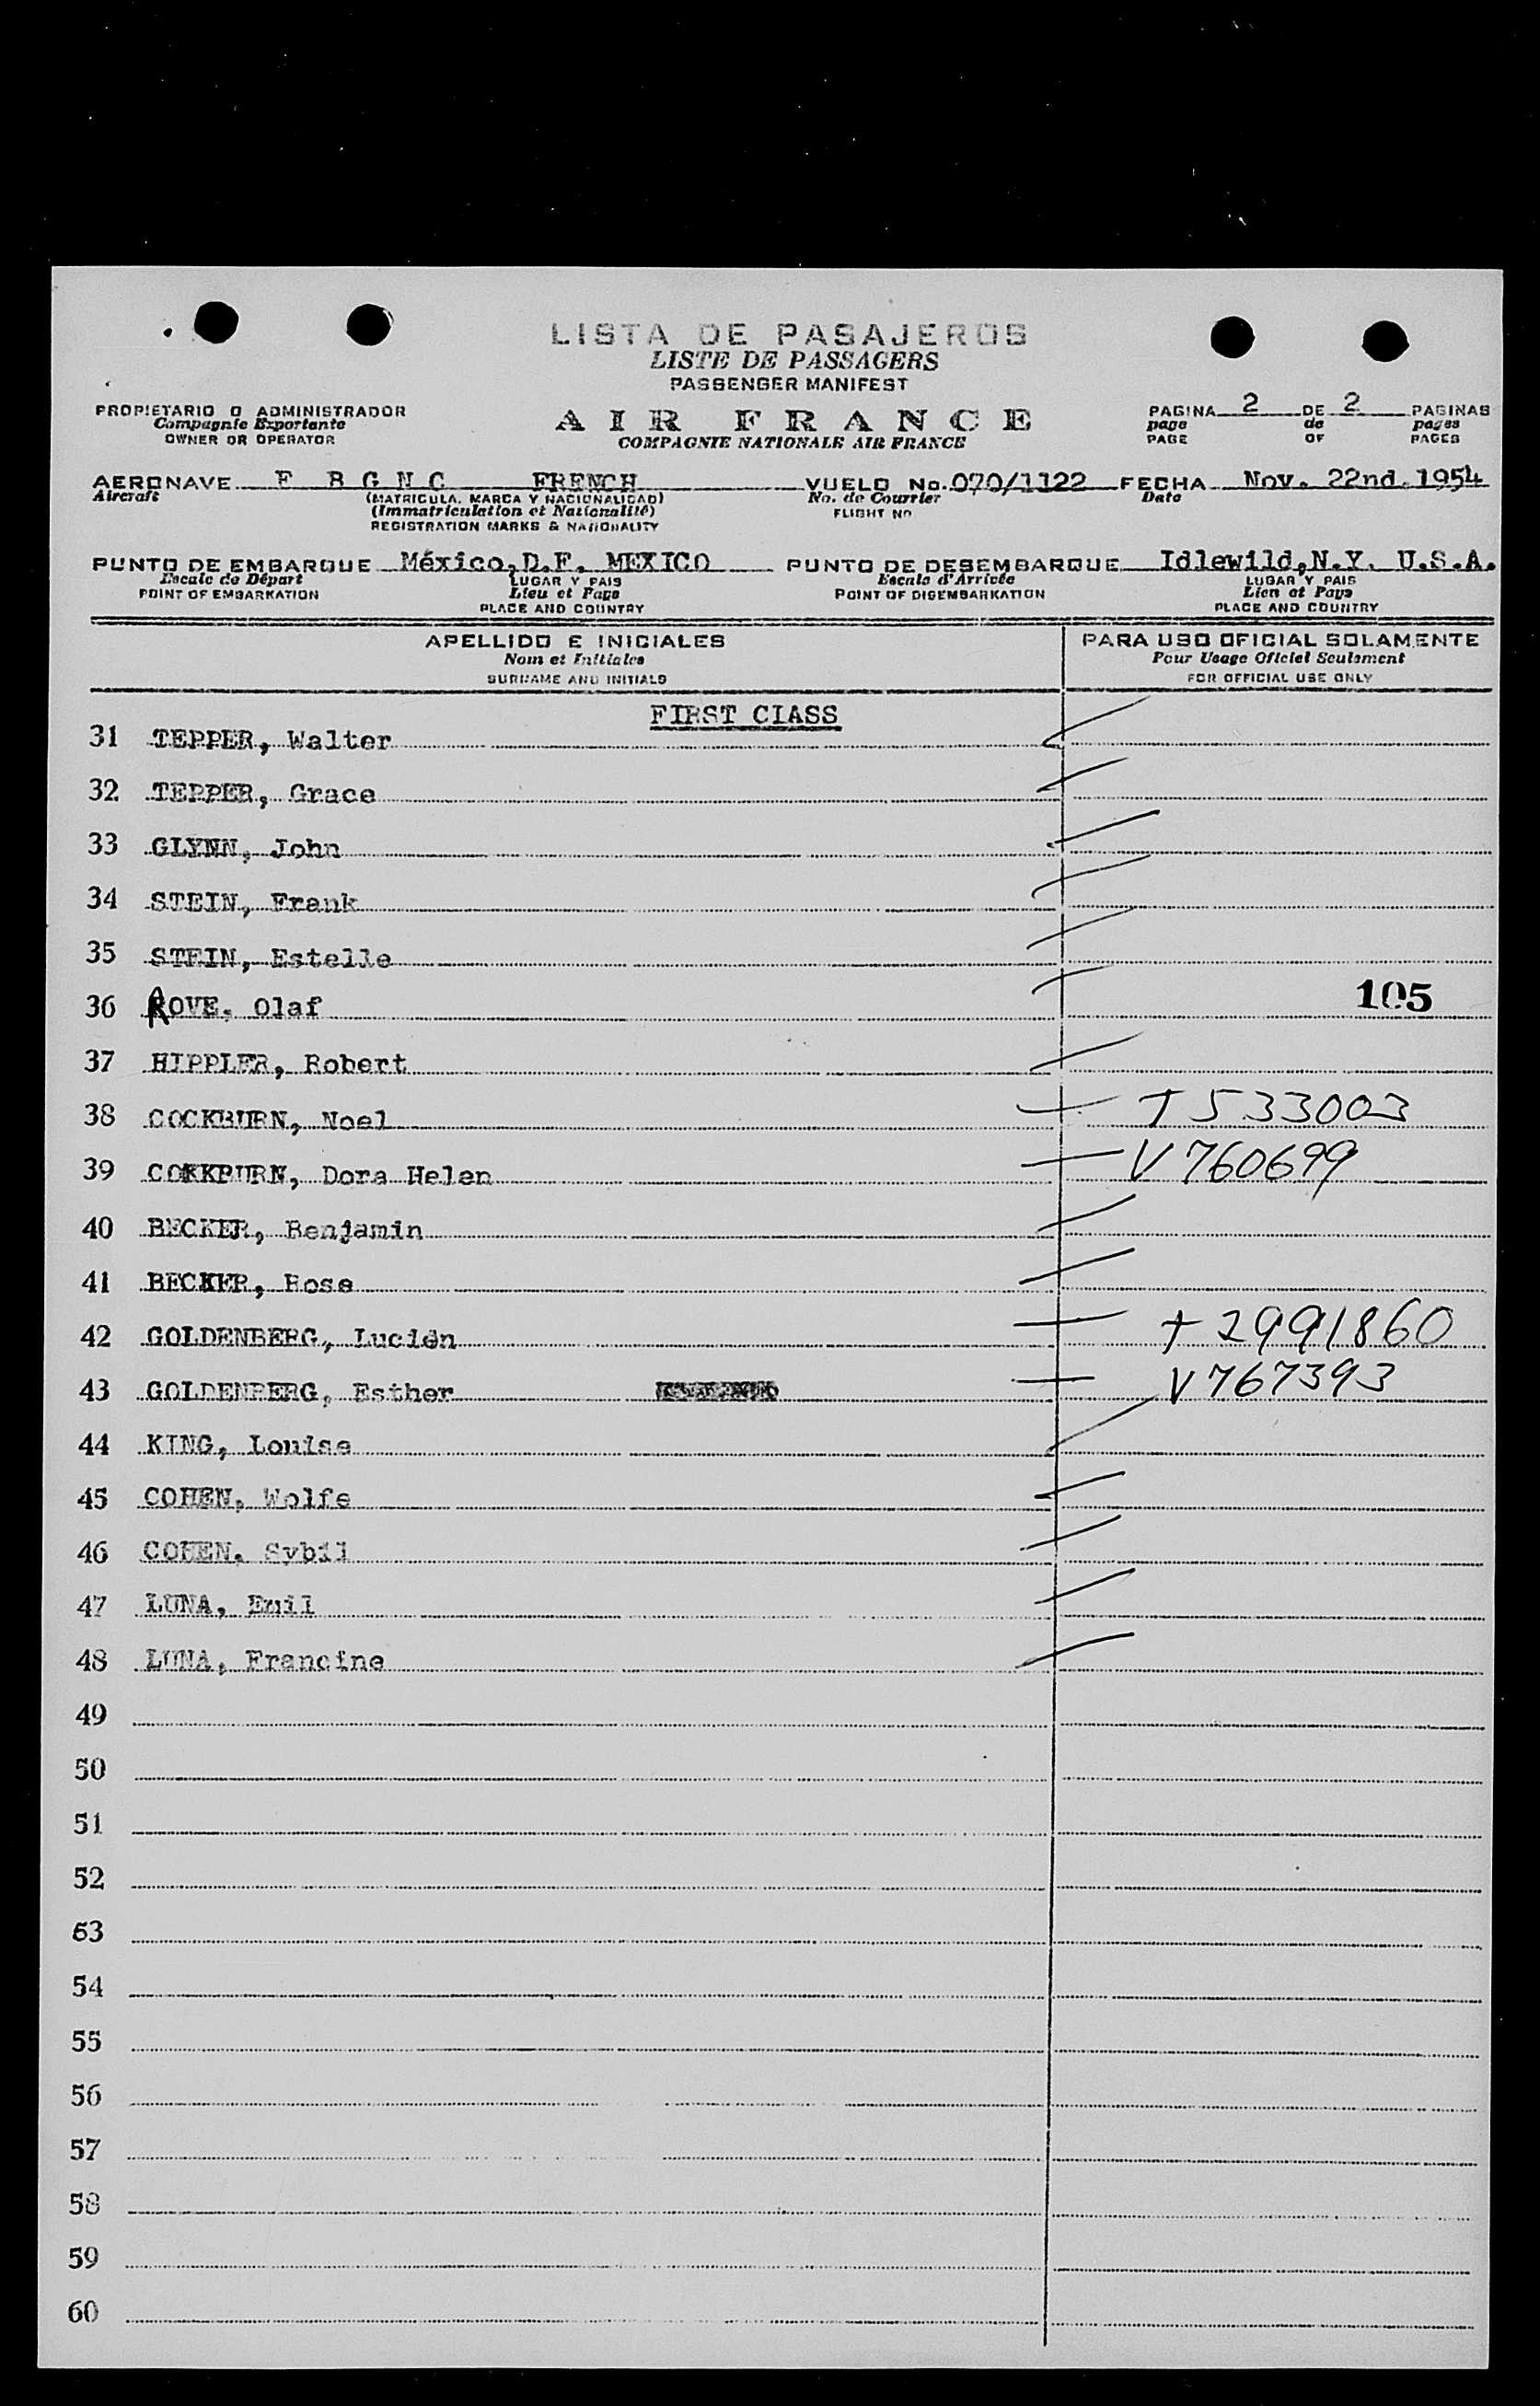 LISTA DE PASAJEROS
LISTE DE PASSAGERS
PASSENGER MANIFEST
PROPIETARIO O ADMINISTRADOR
Compagnie Exportante
OWNER OR OPERATOR
AIR FRANCE
COMPAGNIE NATIONALE AIR FRANCE
PAGINA 2 DE 2 PAGINAS
page de pages
PAGE OF PAGES
AERONAVE F B G N C FRENCH VUELO No. 070/1122 FECHA Nov. 22nd. 1954
Aircraft (MATRICULA, MARCA Y NACIONALIDAD) No. de Courrier Date
(Immatriculation et Nationalité) FLIGHT No
REGISTRATION MARKS & NATIONALITY
PUNTO DE EMBARQUE México, D.F. MEXICO PUNTO DE DESEMBARQUE Idlewild, N.Y. U.S.A.
Escale de Départ LUGAR Y PAIS Escale d'Arrivée LUGAR Y PAIS
POINT OF EMBARKATION Lieu et Pays POINT OF DISEMBARKATION Lieu et Pays
PLACE AND COUNTRY PLACE AND COUNTRY
APELLIDO E INICIALES PARA USO OFICIAL SOLAMENTE
Nom et Initiales Pour Usage Oficiel Seulement
SURNAME AND INITIALS FOR OFFICIAL USE ONLY
FIRST CLASS
31 TEPPER, Walter
32 TEPPER, Grace
33 GLYNN, John
34 STEIN, Frank
35 STEIN, Estelle
36 ROVE. Olaf 105
37 HIPPLER, Robert
38 COCKBURN, Noel T 533003
39 COKKBURN, Dora Helen V 760699
40 BECKER, Benjamin
41 BECKER, Rose
42 GOLDENBERG, Lucién + 2991860
43 GOLDENBERG, Esther V 767393
44 KING, Louise
45 COHEN, Wolfe
46 COHEN. Sybil
47 LUNA, Emil
48 LUNA, Francine
49
50
51
52
53
54
55
56
57
58
59
60